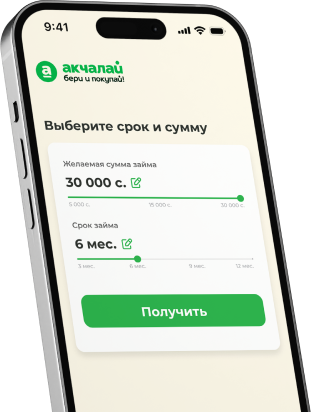 9:41
a акчалай
бери и покупай!
Выберите срок и сумму
Желаемая сумма займа
30 000 с.
5 000 с. 15 000 с. 30 000 с.
Срок займа
6 мес.
3 мес. 6 мес. 9 мес. 12 мес.
Получить